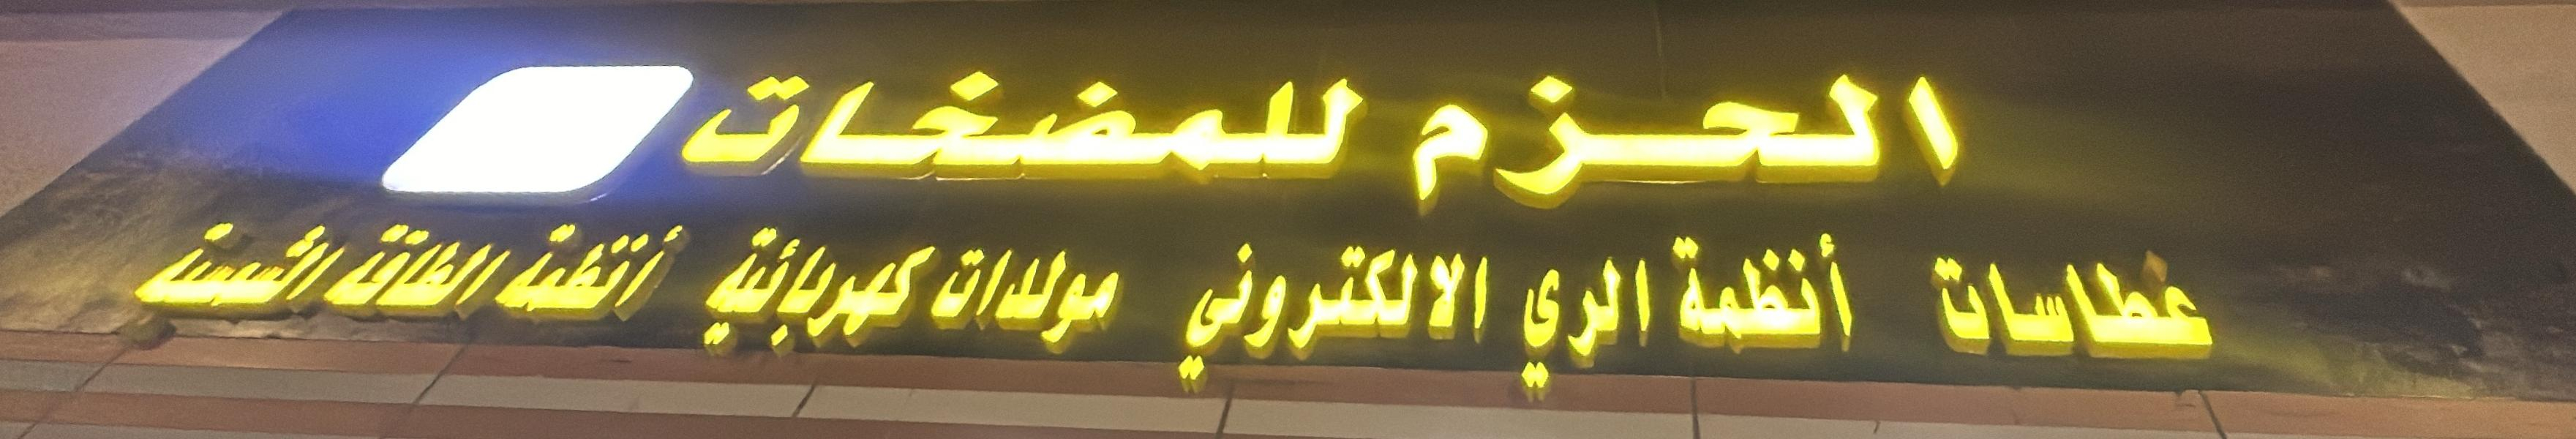 الحزم للمضخات
غطاسات أنظمة الري الالكتروني مولدات كهربائية أنظمة الطاقة الشمسية